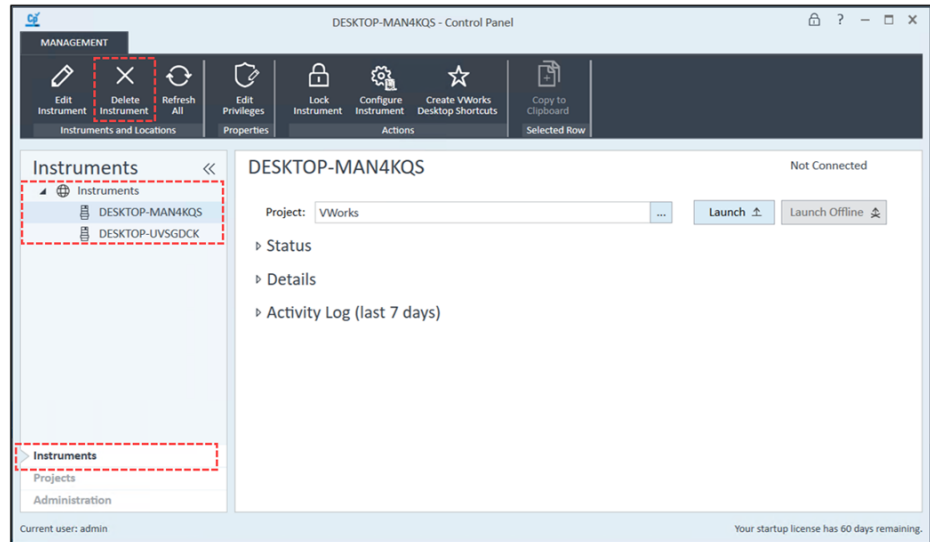 DESKTOP-MAN4KQS - Control Panel
?
MANAGEMENT
Edit Instrument
Delete Instrument
Refresh All
Edit Privileges
Lock Instrument
Configure Instrument
Create VWorks Desktop Shortcuts
Copy to Clipboard
Instruments and Locations
Properties
Actions
Selected Row
Instruments
Instruments
DESKTOP-MAN4KQS
DESKTOP-UVSGDCK
DESKTOP-MAN4KQS
Not Connected
Project: VWorks ... Launch Launch Offline
Status
Details
Activity Log (last 7 days)
Instruments
Projects
Administration
Current user: admin
Your startup license has 60 days remaining.